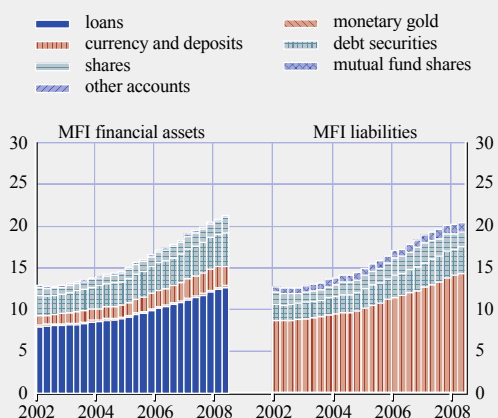 loans
monetary gold
currency and deposits
debt securities
shares
mutual fund shares
other accounts
MFI financial assets
MFI liabilities
30 30
25 25
20 20
15 15
10 10
5 5
0 0
2002 2004 2006 2008 2002 2004 2006 2008